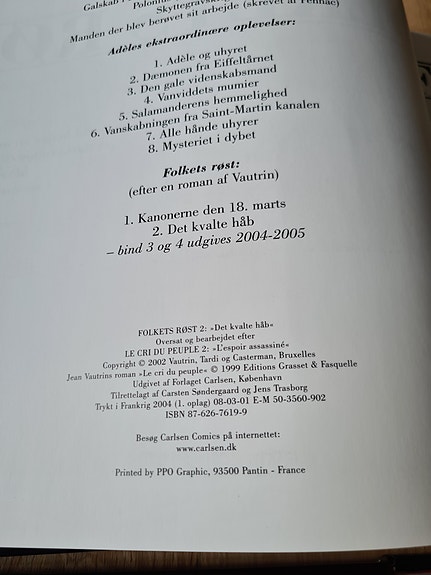 Galskab
Polonius
Skyttegravskrig
Manden der blev berøvet sit arbejde (skrevet af Pennac)
Adèles ekstraordinære oplevelser:
1. Adèle og uhyret
2. Dæmonen fra Eiffeltårnet
3. Den gale videnskabsmand
4. Vanviddets mumier
5. Salamanderens hemmelighed
6. Vanskabningen fra Saint-Martin kanalen
7. Alle hånde uhyrer
8. Mysteriet i dybet
Folkets røst:
(efter en roman af Vautrin)
1. Kanonerne den 18. marts
2. Det kvalte håb
– bind 3 og 4 udgives 2004-2005
FOLKETS RØST 2: »Det kvalte håb«
Oversat og bearbejdet efter
LE CRI DU PEUPLE 2: »L'espoir assassiné«
Copyright © 2002 Vautrin, Tardi og Casterman, Bruxelles
Jean Vautrins roman »Le cri du peuple« © 1999 Editions Grasset & Fasquelle
Udgivet af Forlaget Carlsen, København
Tilrettelagt af Carsten Søndergaard og Jens Trasborg
Trykt i Frankrig 2004 (1. oplag) 08-03-01 E-M 50-3560-902
ISBN 87-626-7619-9
Besøg Carlsen Comics på internettet:
www.carlsen.dk
Printed by PPO Graphic, 93500 Pantin - France